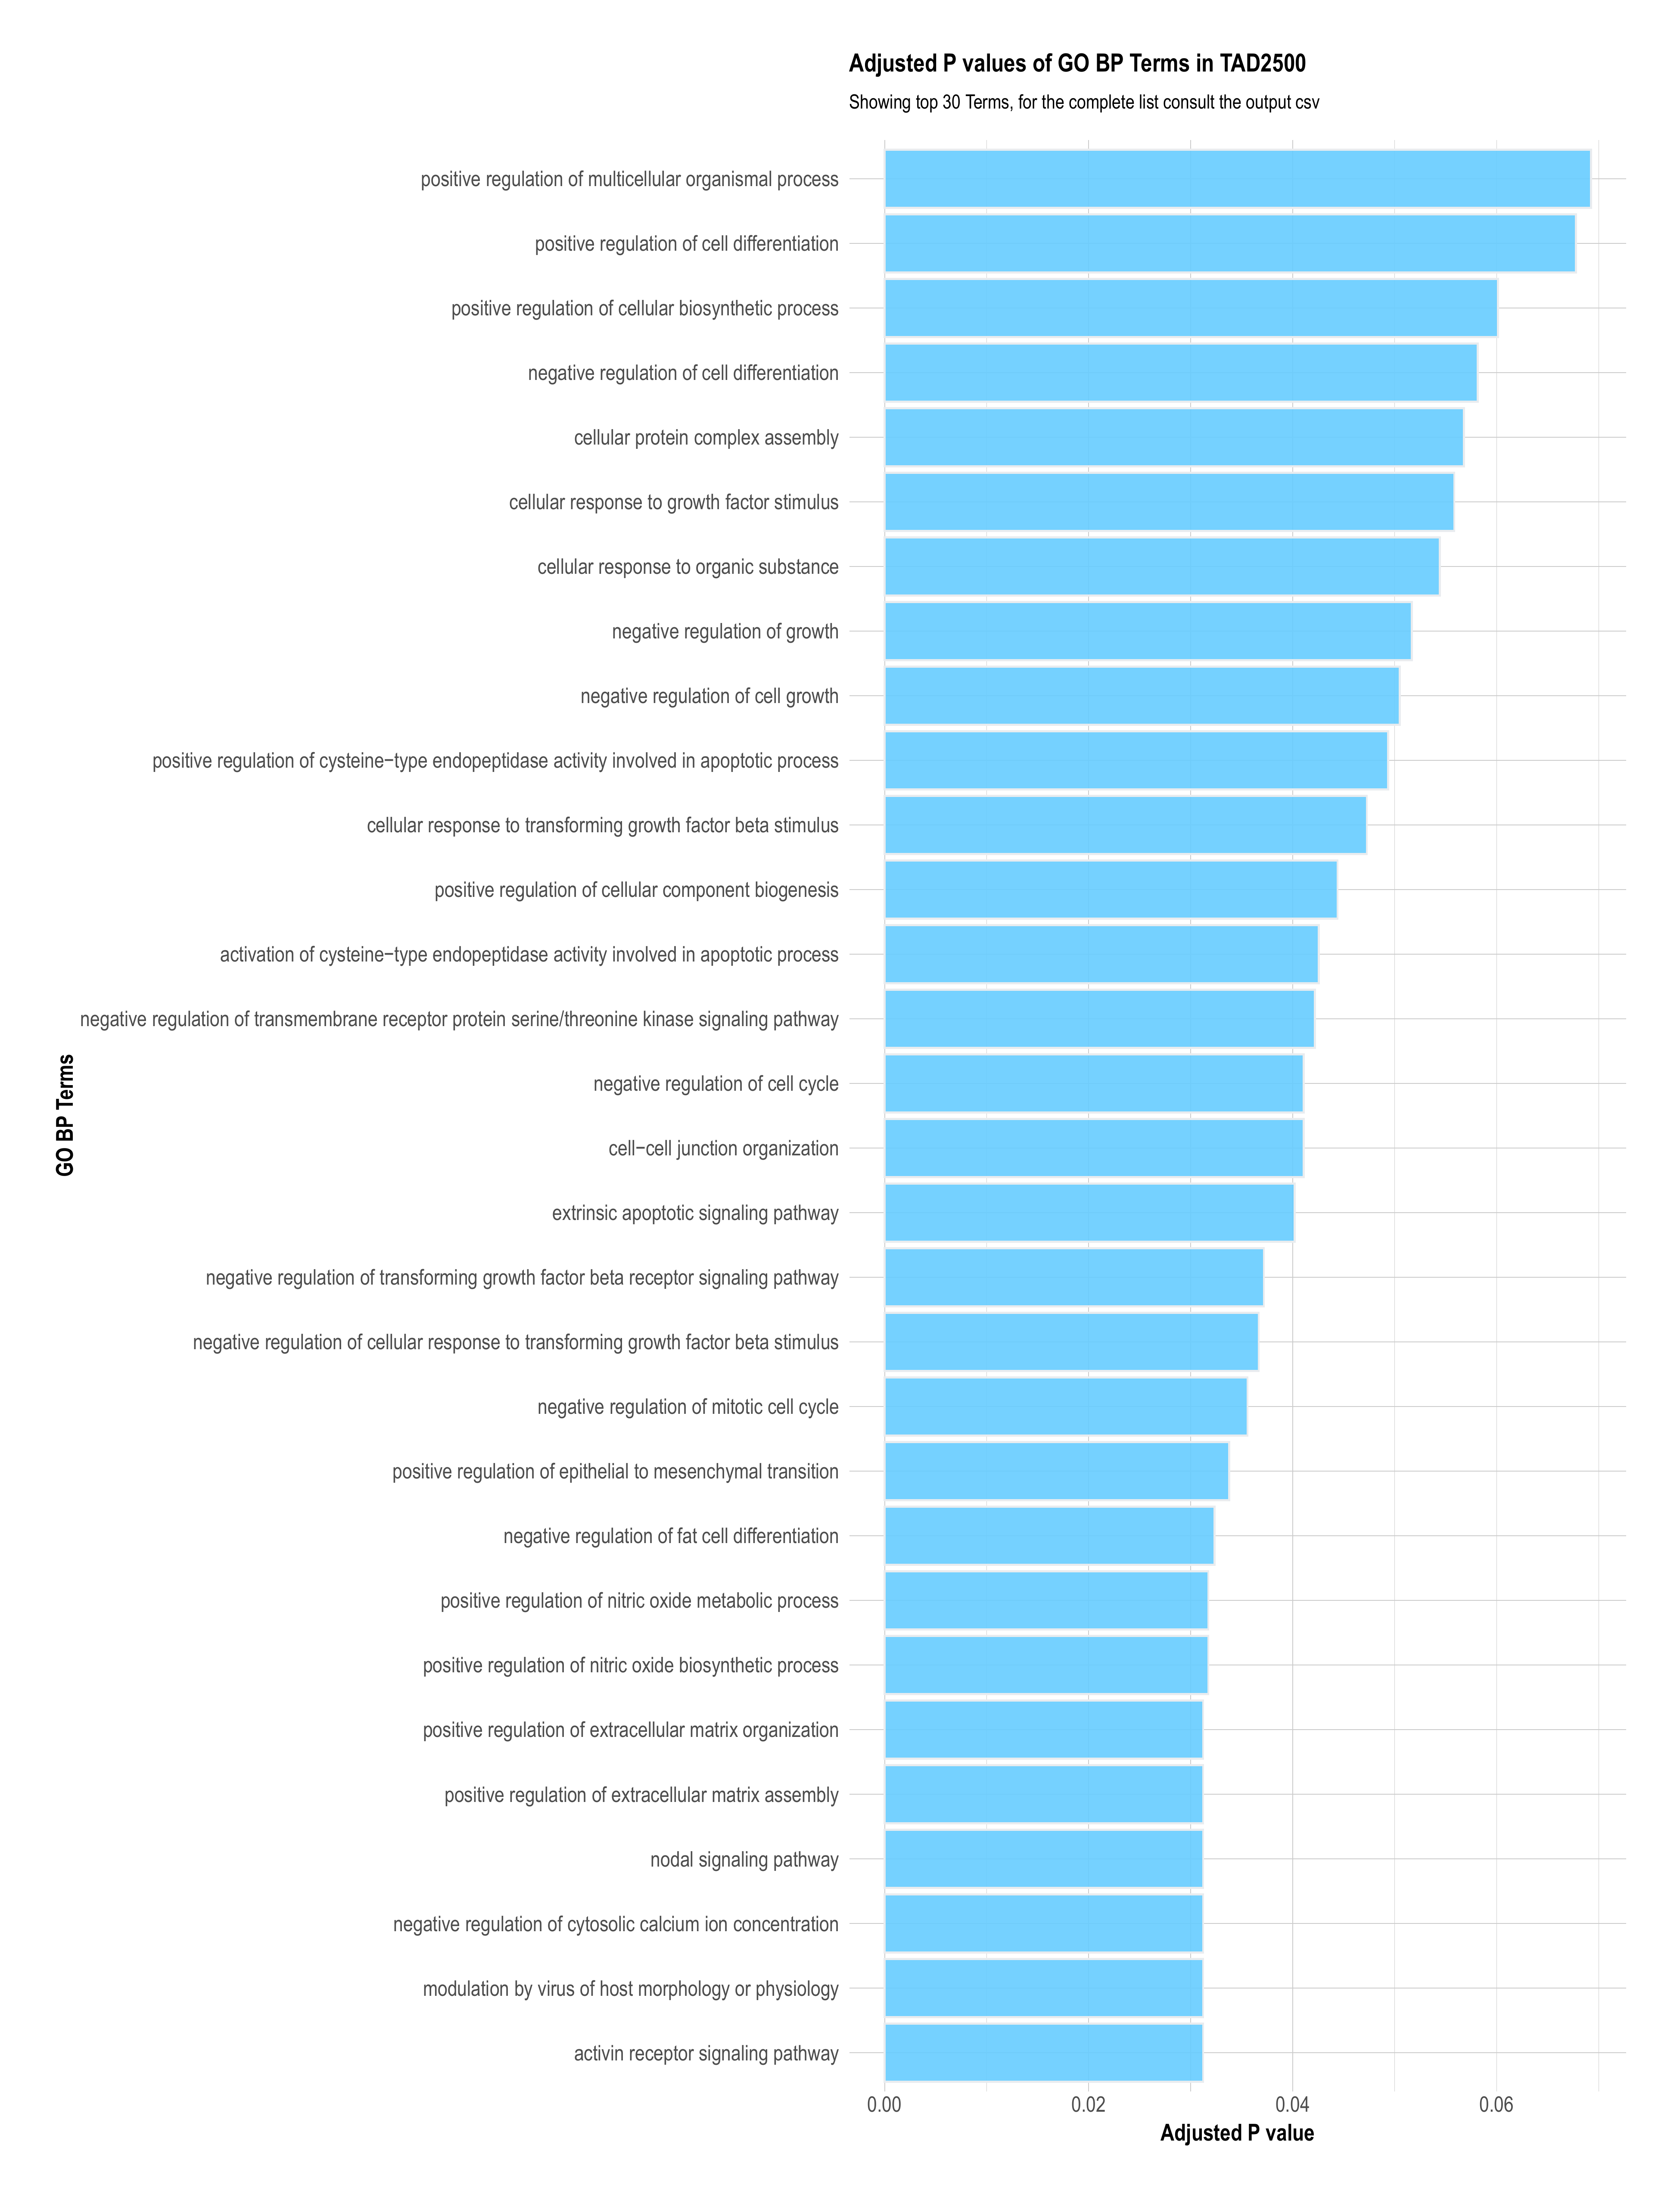 Adjusted P values of GO BP Terms in TAD2500
Showing top 30 Terms, for the complete list consult the output csv
positive regulation of multicellular organismal process
positive regulation of cell differentiation
positive regulation of cellular biosynthetic process
negative regulation of cell differentiation
cellular protein complex assembly
cellular response to growth factor stimulus
cellular response to organic substance
negative regulation of growth
negative regulation of cell growth
positive regulation of cysteine−type endopeptidase activity involved in apoptotic process
cellular response to transforming growth factor beta stimulus
positive regulation of cellular component biogenesis
activation of cysteine−type endopeptidase activity involved in apoptotic process
negative regulation of transmembrane receptor protein serine/threonine kinase signaling pathway
negative regulation of cell cycle
cell−cell junction organization
extrinsic apoptotic signaling pathway
negative regulation of transforming growth factor beta receptor signaling pathway
negative regulation of cellular response to transforming growth factor beta stimulus
negative regulation of mitotic cell cycle
positive regulation of epithelial to mesenchymal transition
negative regulation of fat cell differentiation
positive regulation of nitric oxide metabolic process
positive regulation of nitric oxide biosynthetic process
positive regulation of extracellular matrix organization
positive regulation of extracellular matrix assembly
nodal signaling pathway
negative regulation of cytosolic calcium ion concentration
modulation by virus of host morphology or physiology
activin receptor signaling pathway
GO BP Terms
0.00 0.02 0.04 0.06
Adjusted P value